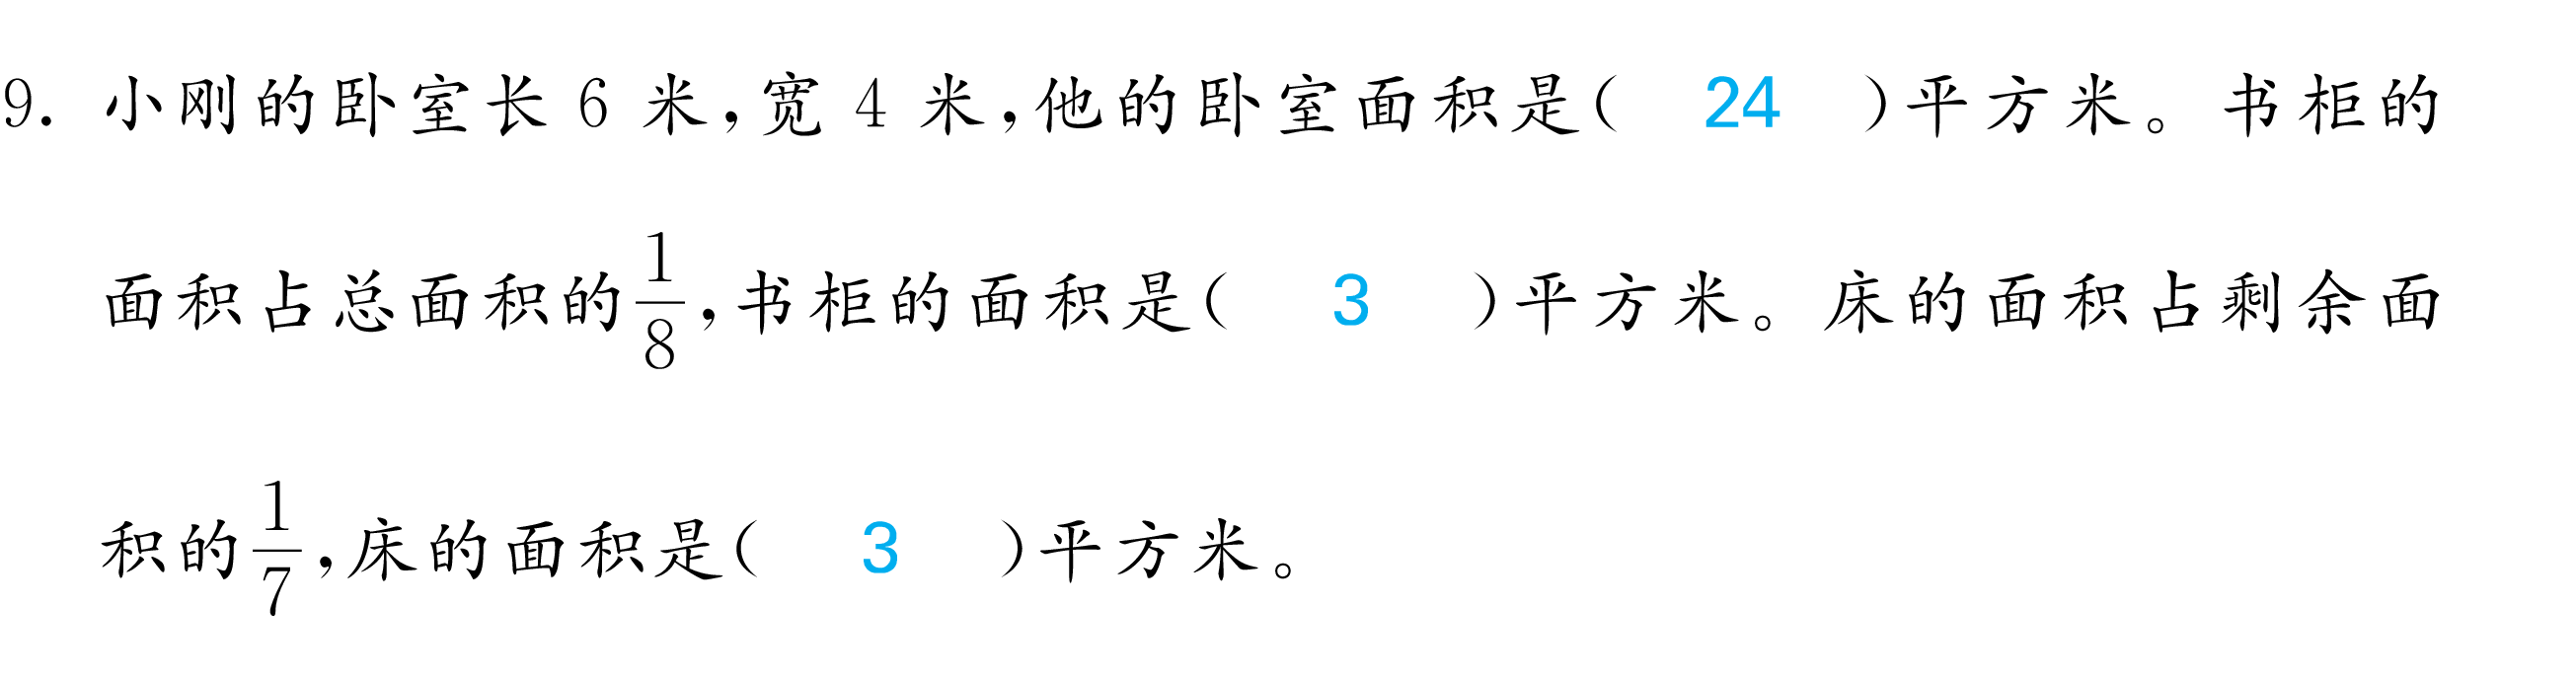 9. 小刚的卧室长 6 米,宽 4 米,他的卧室面积是( 24 )平方米。书柜的
面积占总面积的1/8,书柜的面积是( 3 )平方米。床的面积占剩余面
积的1/7,床的面积是( 3 )平方米。